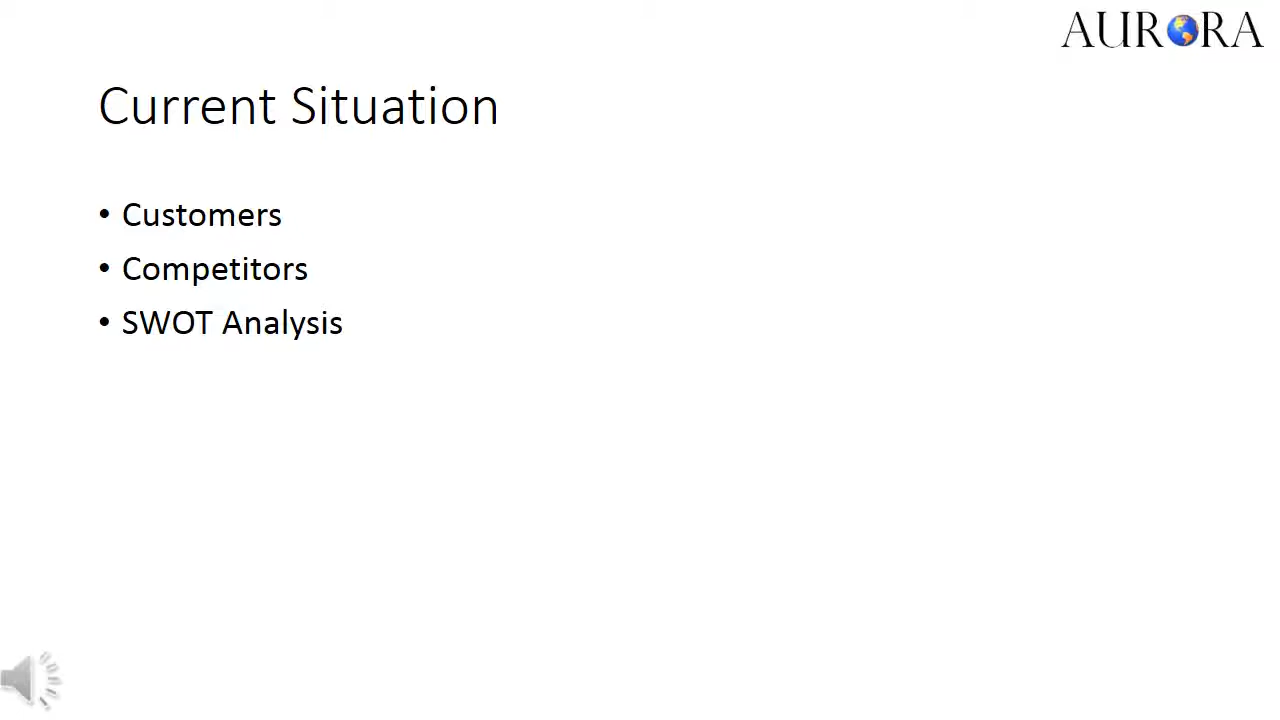 AURORA
Current Situation
• Customers
• Competitors
• SWOT Analysis